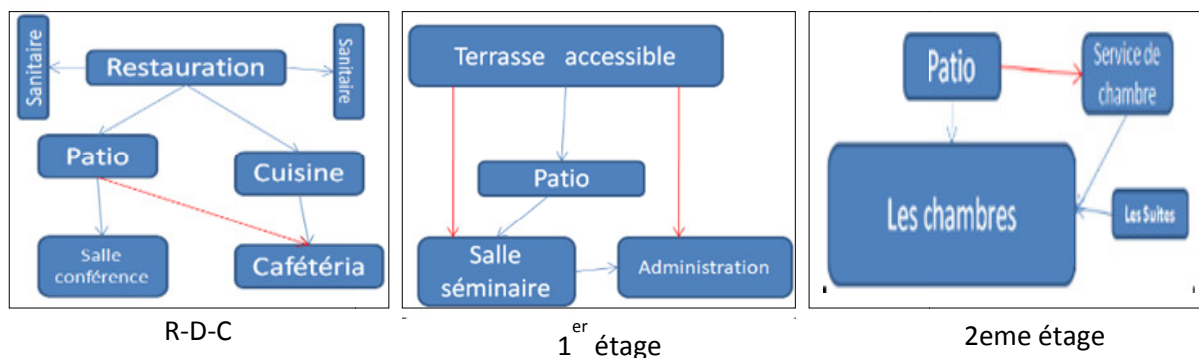 Sanitaire
Restauration
Sanitaire
Patio
Cuisine
Salle
conférence
Cafétéria
R-D-C
Terrasse accessible
Patio
Salle
séminaire
Administration
1er étage
Patio
Service de
chambre
Les chambres
Les Suites
2eme étage